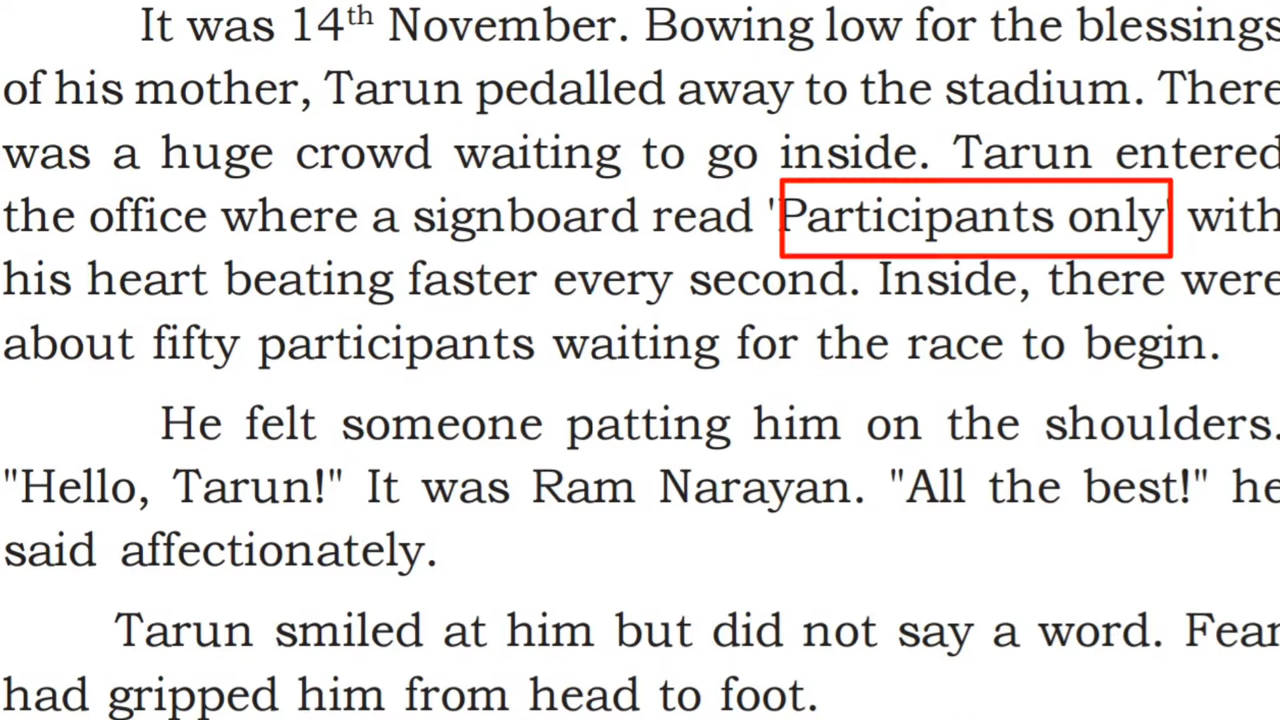 It was 14th November. Bowing low for the blessings
of his mother, Tarun pedalled away to the stadium. There
was a huge crowd waiting to go inside. Tarun entered
the office where a signboard read 'Participants only' with
his heart beating faster every second. Inside, there were
about fifty participants waiting for the race to begin.
He felt someone patting him on the shoulders.
"Hello, Tarun!" It was Ram Narayan. "All the best!" he
said affectionately.
Tarun smiled at him but did not say a word. Fear
had gripped him from head to foot.